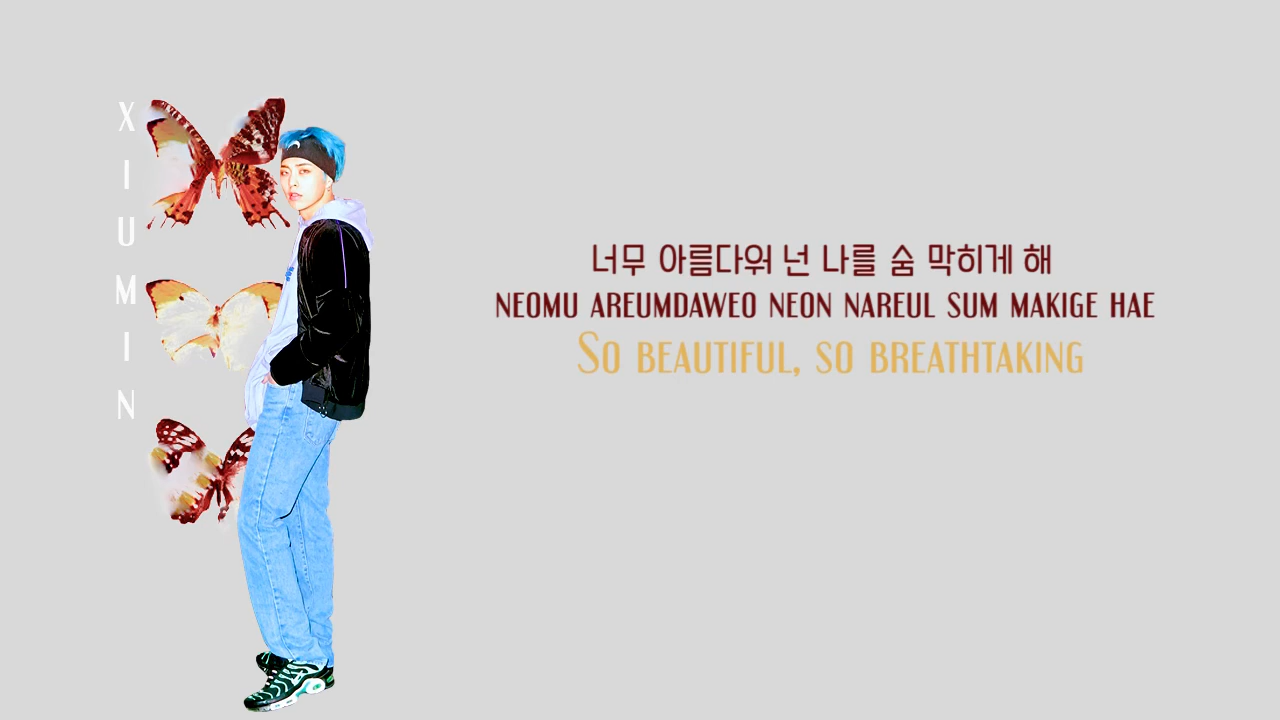 XIUMIN
너무 아름다워 넌 나를 숨 막히게 해
NEOMU AREUMDAWEO NEON NAREUL SUM MAKIGE HAE
SO BEAUTIFUL, SO BREATHTAKING